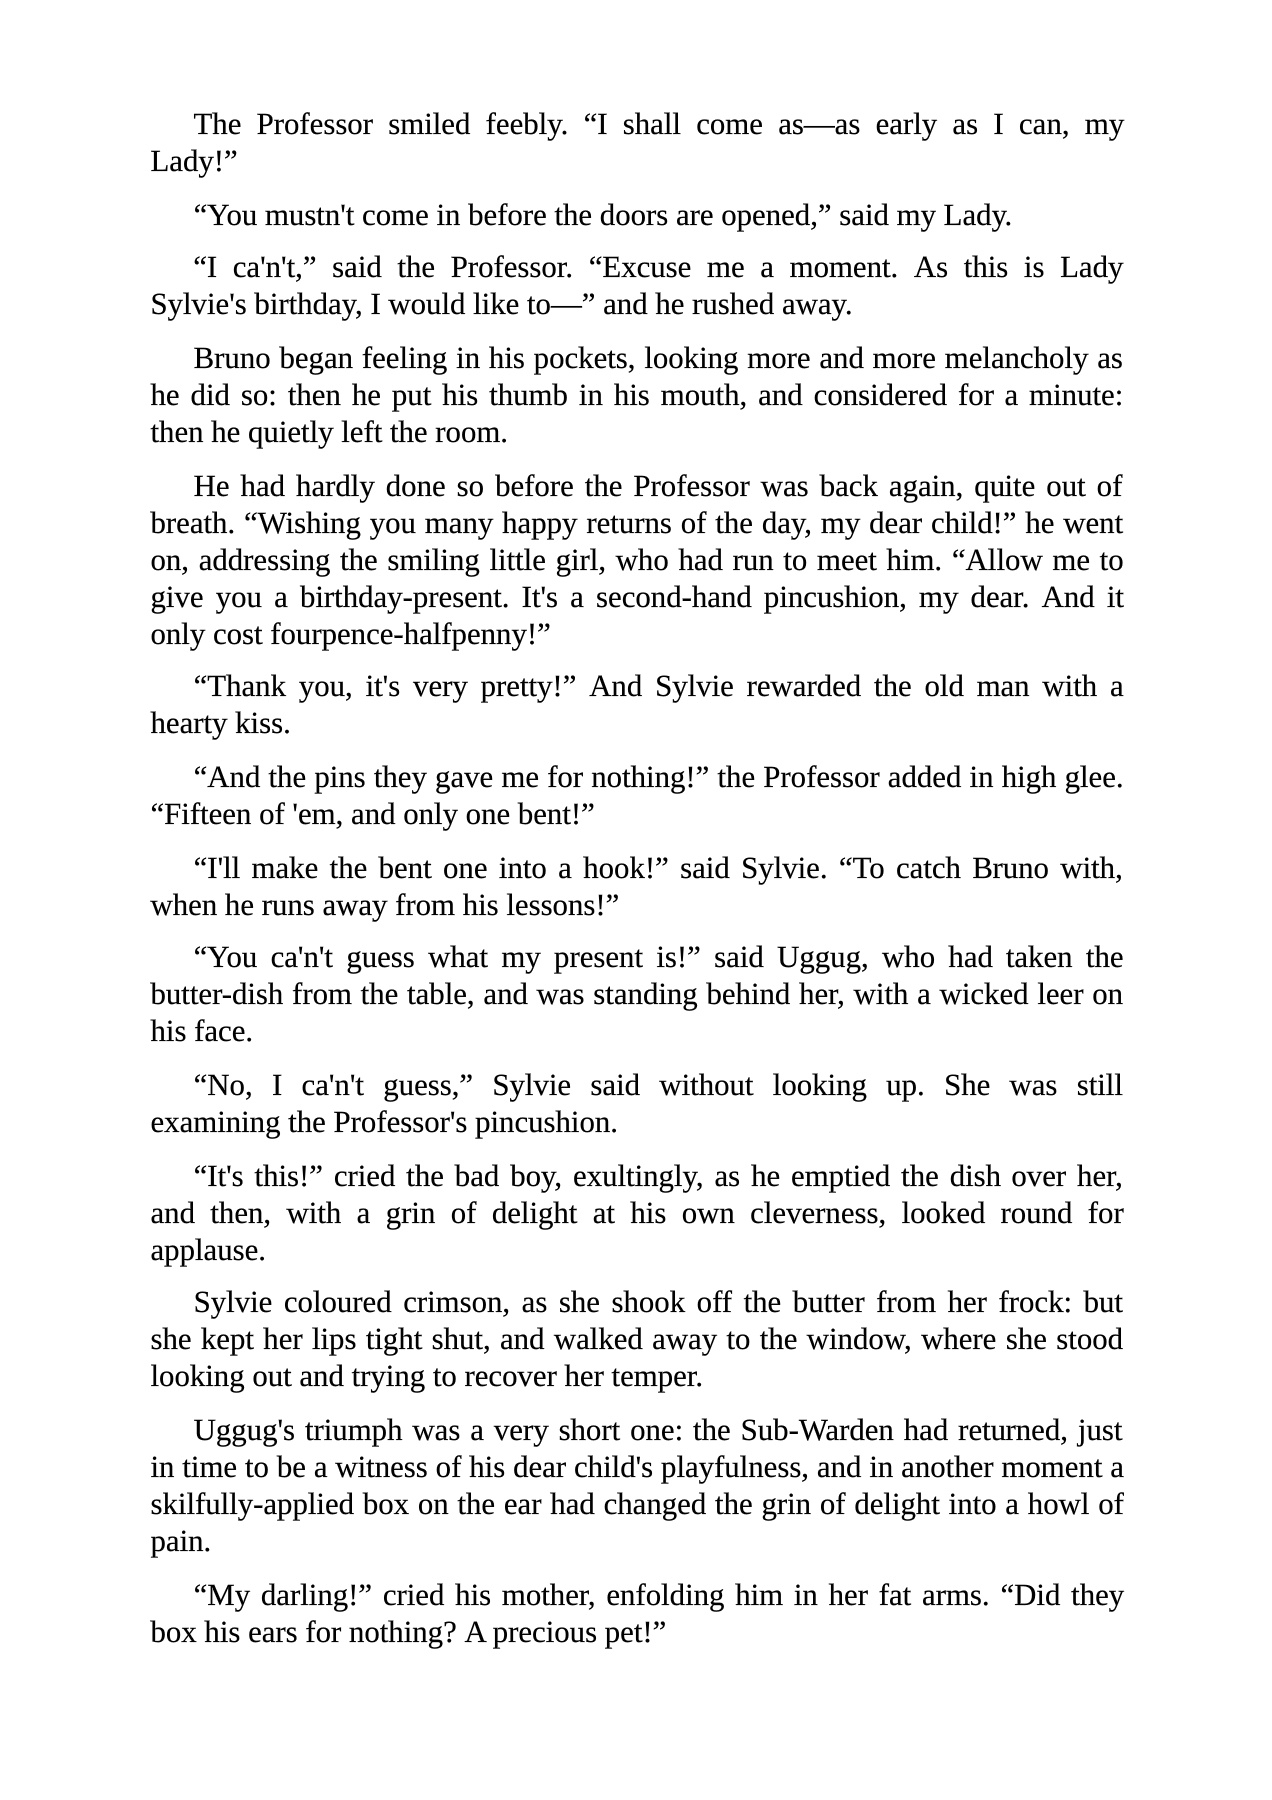 The Professor smiled feebly. “I shall come as—as early as I can, my
Lady!”
“You mustn't come in before the doors are opened,” said my Lady.
“I ca'n't,” said the Professor. “Excuse me a moment. As this is Lady
Sylvie's birthday, I would like to—” and he rushed away.
Bruno began feeling in his pockets, looking more and more melancholy as
he did so: then he put his thumb in his mouth, and considered for a minute:
then he quietly left the room.
He had hardly done so before the Professor was back again, quite out of
breath. “Wishing you many happy returns of the day, my dear child!” he went
on, addressing the smiling little girl, who had run to meet him. “Allow me to
give you a birthday-present. It's a second-hand pincushion, my dear. And it
only cost fourpence-halfpenny!”
“Thank you, it's very pretty!” And Sylvie rewarded the old man with a
hearty kiss.
“And the pins they gave me for nothing!” the Professor added in high glee.
“Fifteen of 'em, and only one bent!”
“I'll make the bent one into a hook!” said Sylvie. “To catch Bruno with,
when he runs away from his lessons!”
“You ca'n't guess what my present is!” said Uggug, who had taken the
butter-dish from the table, and was standing behind her, with a wicked leer on
his face.
“No, I ca'n't guess,” Sylvie said without looking up. She was still
examining the Professor's pincushion.
“It's this!” cried the bad boy, exultingly, as he emptied the dish over her,
and then, with a grin of delight at his own cleverness, looked round for
applause.
Sylvie coloured crimson, as she shook off the butter from her frock: but
she kept her lips tight shut, and walked away to the window, where she stood
looking out and trying to recover her temper.
Uggug's triumph was a very short one: the Sub-Warden had returned, just
in time to be a witness of his dear child's playfulness, and in another moment a
skilfully-applied box on the ear had changed the grin of delight into a howl of
pain.
“My darling!” cried his mother, enfolding him in her fat arms. “Did they
box his ears for nothing? A precious pet!”